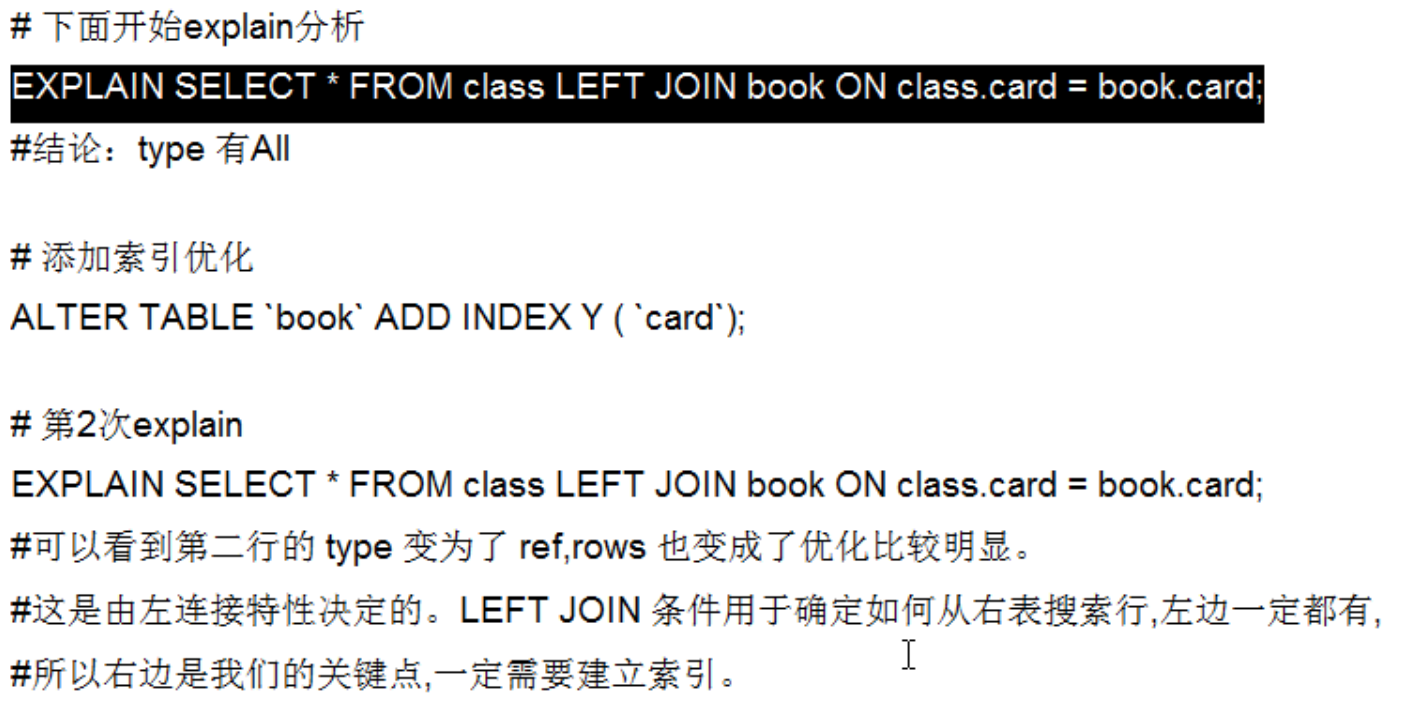 # 下面开始explain分析
EXPLAIN SELECT * FROM class LEFT JOIN book ON class.card = book.card;
#结论：type 有All
# 添加索引优化
ALTER TABLE `book` ADD INDEX Y ( `card`);
# 第2次explain
EXPLAIN SELECT * FROM class LEFT JOIN book ON class.card = book.card;
#可以看到第二行的 type 变为了 ref,rows 也变成了优化比较明显。
#这是由左连接特性决定的。LEFT JOIN 条件用于确定如何从右表搜索行,左边一定都有,
#所以右边是我们的关键点,一定需要建立索引。